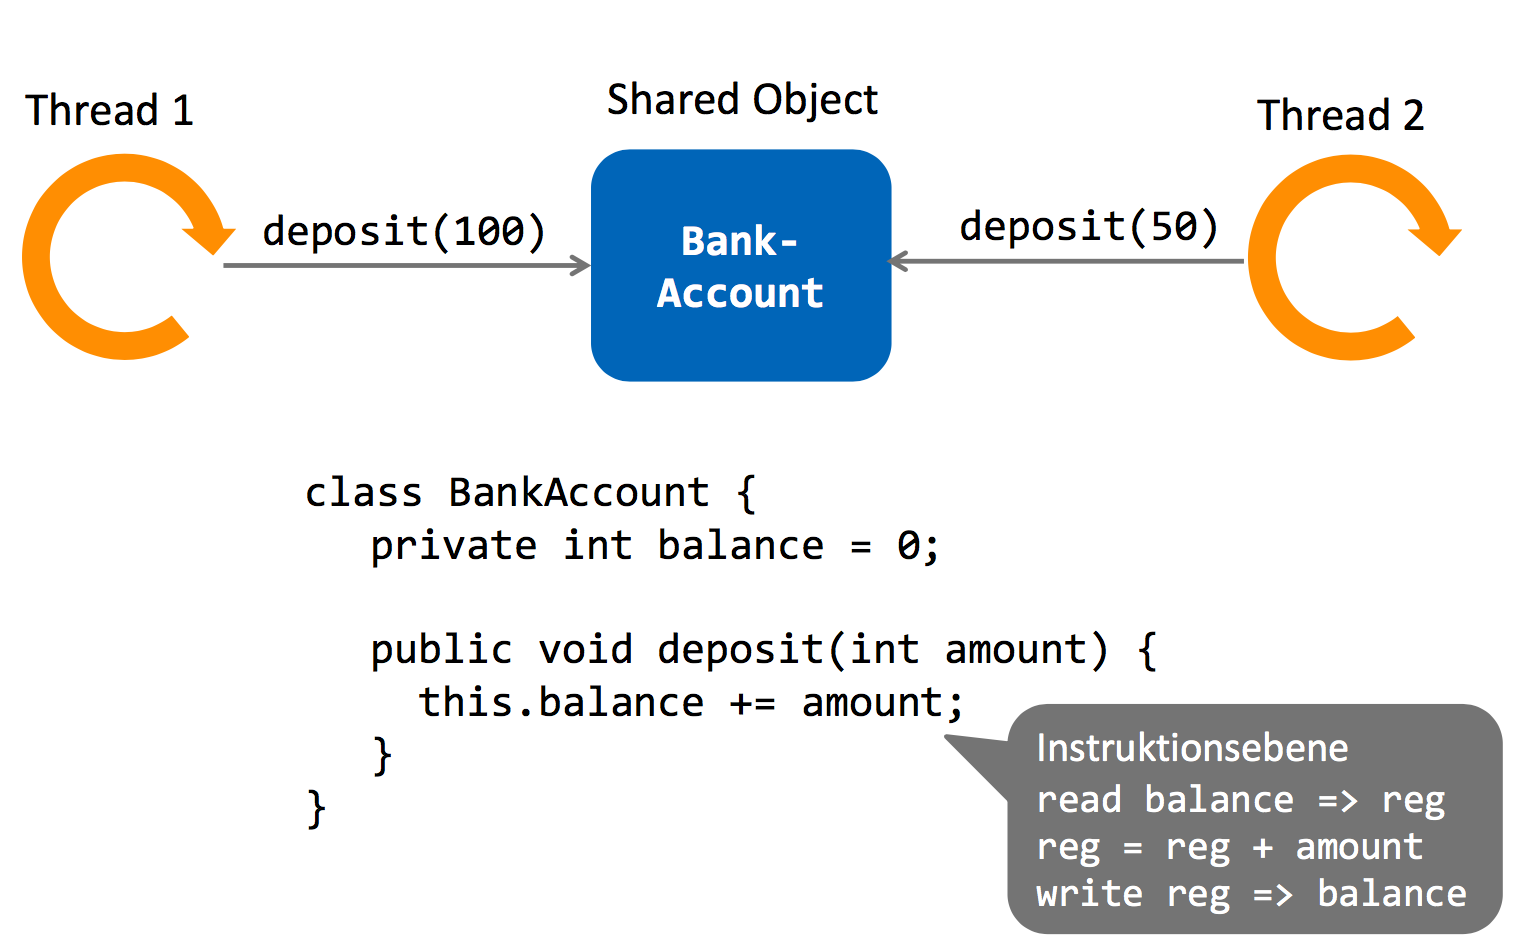 Thread 1
Shared Object
Thread 2
deposit(100)
Bank-
Account
deposit(50)
class BankAccount {
private int balance = 0;
public void deposit(int amount) {
this.balance += amount;
}
}
Instruktionsebene
read balance => reg
reg = reg + amount
write reg => balance